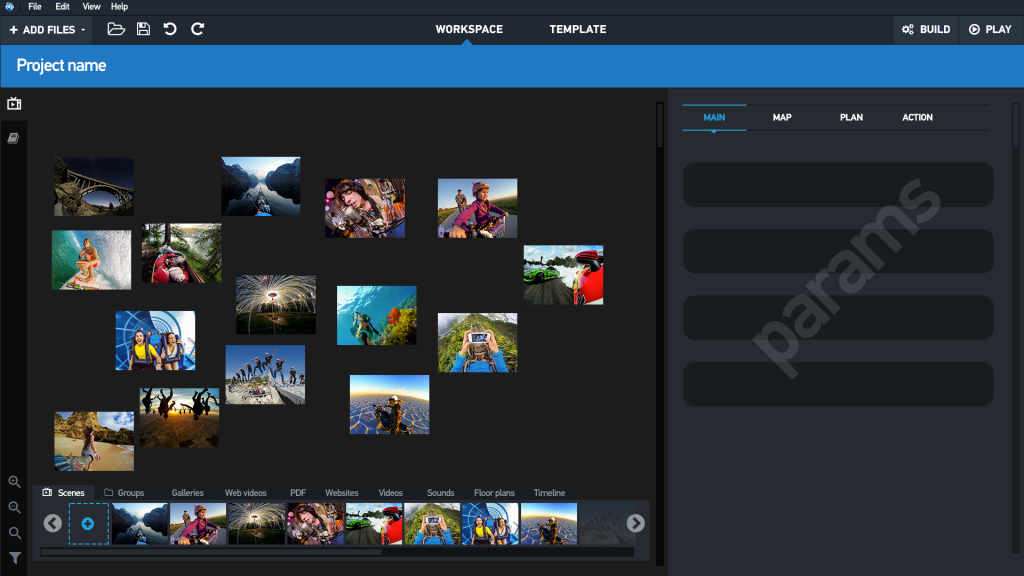 File Edit View Help
+ ADD FILES WORKSPACE TEMPLATE BUILD PLAY
Project name
MAIN MAP PLAN ACTION
params
Scenes Groups Galleries Web videos PDF Websites Videos Sounds Floor plans Timeline